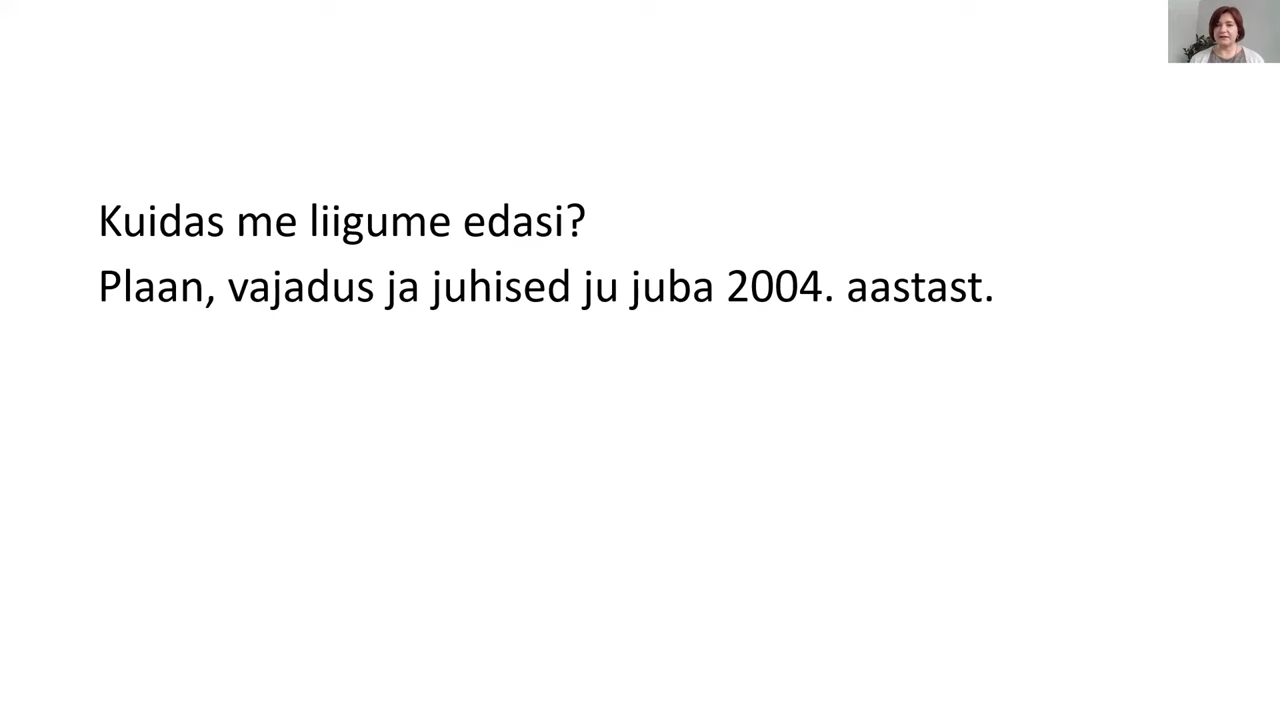 Kuidas me liigume edasi?
Plaan, vajadus ja juhised ju juba 2004. aastast.